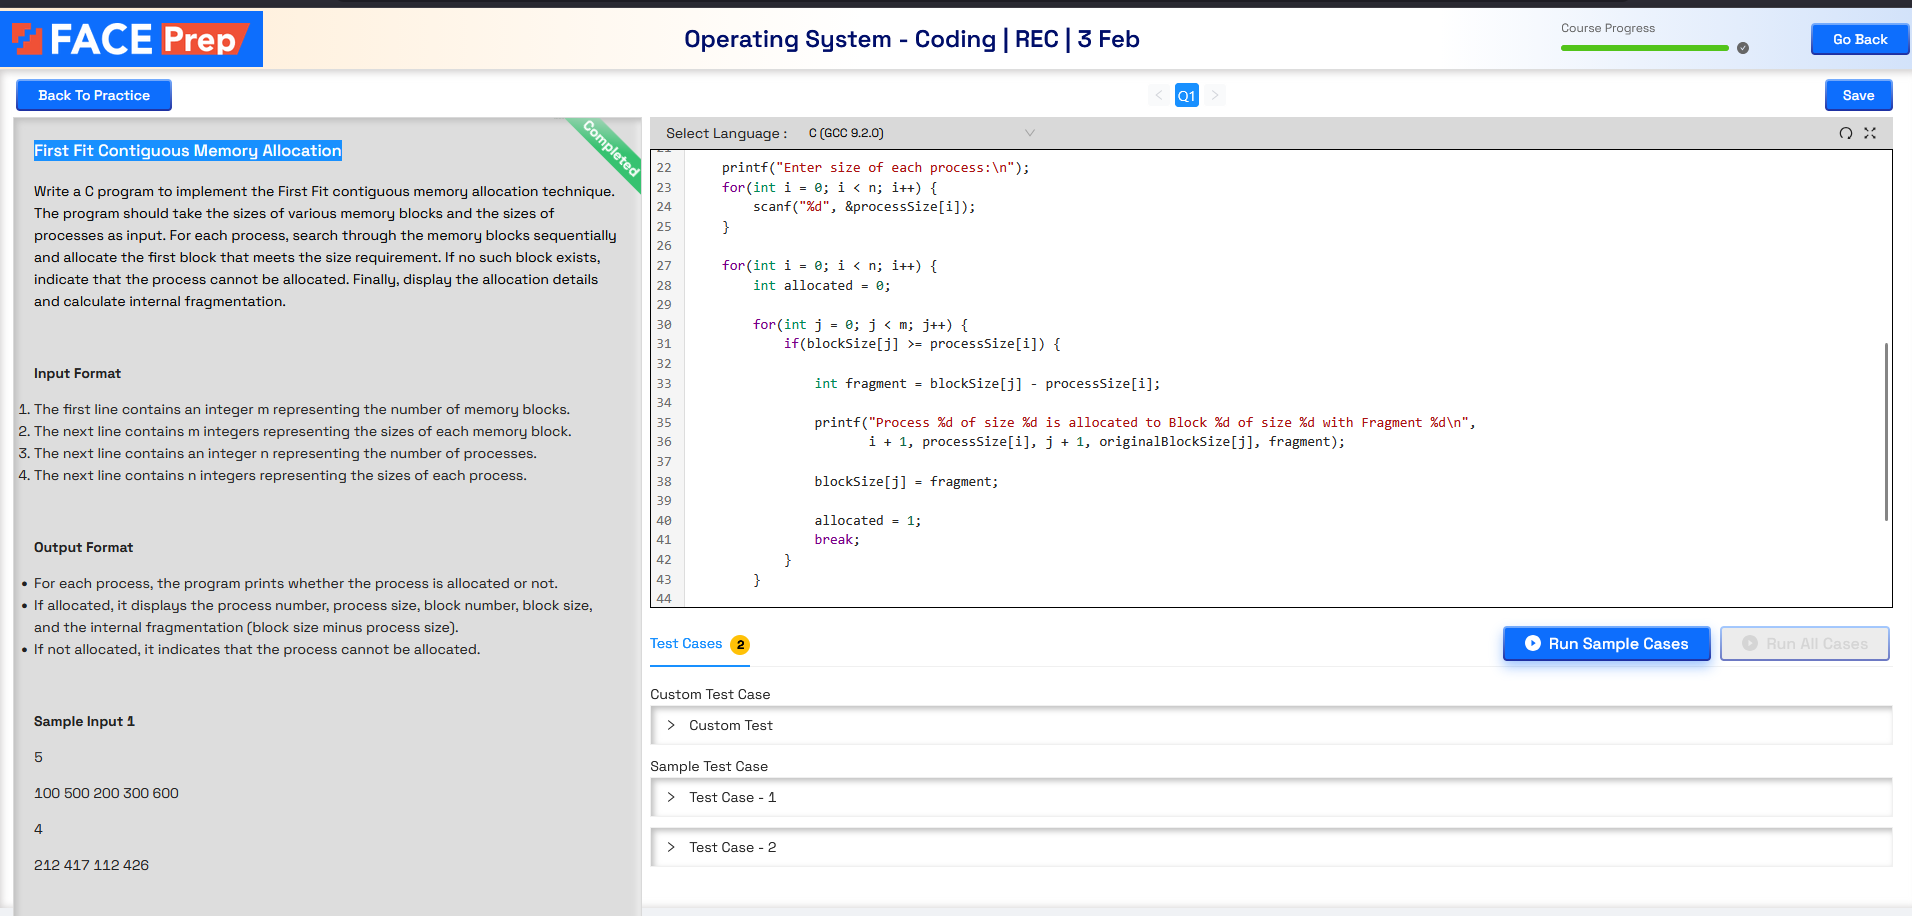 FACE Prep
Operating System - Coding | REC | 3 Feb
Course Progress
Go Back
Back To Practice
< Q1 >
Save
Completed
First Fit Contiguous Memory Allocation
Write a C program to implement the First Fit contiguous memory allocation technique.
The program should take the sizes of various memory blocks and the sizes of
processes as input. For each process, search through the memory blocks sequentially
and allocate the first block that meets the size requirement. If no such block exists,
indicate that the process cannot be allocated. Finally, display the allocation details
and calculate internal fragmentation.
Input Format
1. The first line contains an integer m representing the number of memory blocks.
2. The next line contains m integers representing the sizes of each memory block.
3. The next line contains an integer n representing the number of processes.
4. The next line contains n integers representing the sizes of each process.
Output Format
• For each process, the program prints whether the process is allocated or not.
• If allocated, it displays the process number, process size, block number, block size,
and the internal fragmentation (block size minus process size).
• If not allocated, it indicates that the process cannot be allocated.
Sample Input 1
5
100 500 200 300 600
4
212 417 112 426
Select Language : C (GCC 9.2.0)
21
22 printf("Enter size of each process:\n");
23 for(int i = 0; i < n; i++) {
24 scanf("%d", &processSize[i]);
25 }
26
27 for(int i = 0; i < n; i++) {
28 int allocated = 0;
29
30 for(int j = 0; j < m; j++) {
31 if(blockSize[j] >= processSize[i]) {
32
33 int fragment = blockSize[j] - processSize[i];
34
35 printf("Process %d of size %d is allocated to Block %d of size %d with Fragment %d\n",
36 i + 1, processSize[i], j + 1, originalBlockSize[j], fragment);
37
38 blockSize[j] = fragment;
39
40 allocated = 1;
41 break;
42 }
43 }
44
Test Cases 2
Run Sample Cases
Run All Cases
Custom Test Case
> Custom Test
Sample Test Case
> Test Case - 1
> Test Case - 2